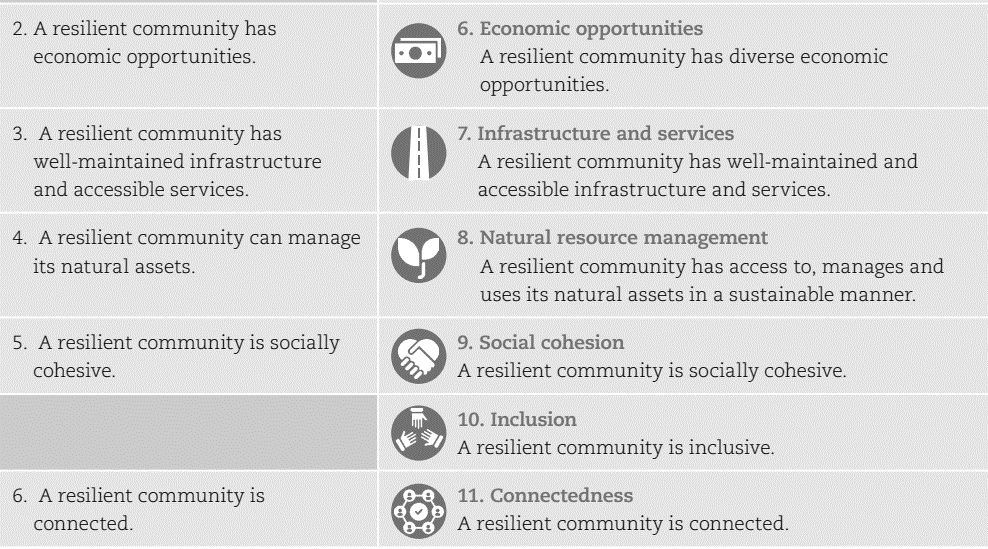 2. A resilient community has
economic opportunities.
6. Economic opportunities
A resilient community has diverse economic
opportunities.
3. A resilient community has
well-maintained infrastructure
and accessible services.
7. Infrastructure and services
A resilient community has well-maintained and
accessible infrastructure and services.
4. A resilient community can manage
its natural assets.
8. Natural resource management
A resilient community has access to, manages and
uses its natural assets in a sustainable manner.
5. A resilient community is socially
cohesive.
9. Social cohesion
A resilient community is socially cohesive.
10. Inclusion
A resilient community is inclusive.
6. A resilient community is
connected.
11. Connectedness
A resilient community is connected.